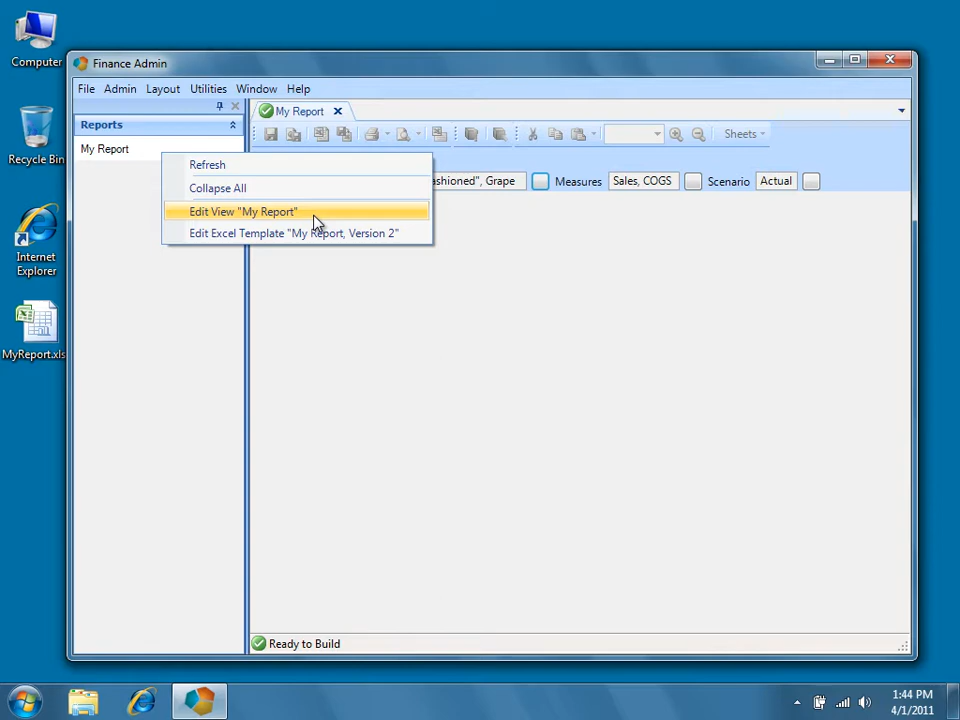 Computer
Recycle Bin
Internet
Explorer
MyReport.xls
Finance Admin
File Admin Layout Utilities Window Help
Reports
My Report
My Report
Sheets
ashioned", Grape Measures Sales, COGS Scenario Actual
Refresh
Collapse All
Edit View "My Report"
Edit Excel Template "My Report, Version 2"
Ready to Build
1:44 PM
4/1/2011